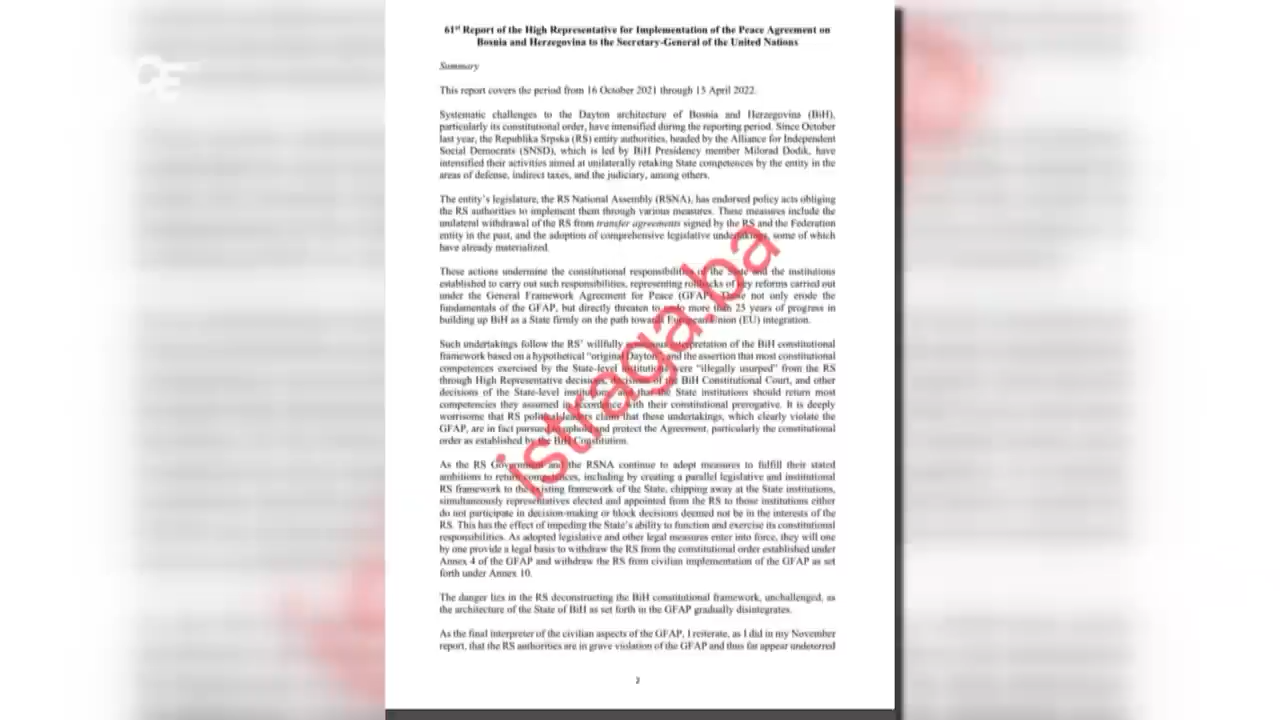 CE
61st Report of the High Representative for Implementation of the Peace Agreement on
Bosnia and Herzegovina to the Secretary-General of the United Nations
Summary
This report covers the period from 16 October 2021 through 15 April 2022.
Systematic challenges to the Dayton architecture of Bosnia and Herzegovina (BiH),
particularly its constitutional order, have intensified during the reporting period. Since October
last year, the Republika Srpska (RS) entity authorities, headed by the Alliance for Independent
Social Democrats (SNSD), which is led by BiH Presidency member Milorad Dodik, have
intensified their activities aimed at unilaterally retaking State competences by the entity in the
areas of defense, indirect taxes, and the judiciary, among others.
The entity's legislature, the RS National Assembly (RSNA), has endorsed policy acts obliging
the RS authorities to implement them through various measures. These measures include the
unilateral withdrawal of the RS from transfer agreements signed by the RS and the Federation
entity in the past, and the adoption of comprehensive legislative undertakings, some of which
have already materialized.
These actions undermine the constitutional responsibilities of the State and the institutions
established to carry out such responsibilities, representing rollbacks of key reforms carried out
under the General Framework Agreement for Peace (GFAP). These not only erode the
fundamentals of the GFAP, but directly threaten to undo more than 25 years of progress in
building up BiH as a State firmly on the path towards European Union (EU) integration.
Such undertakings follow the RS' willfully erroneous interpretation of the BiH constitutional
framework based on a hypothetical "original Dayton", and the assertion that most constitutional
competences exercised by the State-level institutions were "illegally usurped" from the RS
through High Representative decisions, decisions of the BiH Constitutional Court, and other
decisions of the State-level institutions and that the State institutions should return most
competencies they assumed in accordance with their constitutional prerogative. It is deeply
worrisome that RS political leaders claim that these undertakings, which clearly violate the
GFAP, are in fact pursued to uphold and protect the Agreement, particularly the constitutional
order as established by the BiH Constitution.
As the RS Government and the RSNA continue to adopt measures to fulfill their stated
ambitions to return competences, including by creating a parallel legislative and institutional
RS framework to the existing framework of the State, chipping away at the State institutions,
simultaneously representatives elected and appointed from the RS to those institutions either
do not participate in decision-making or block decisions deemed not be in the interests of the
RS. This has the effect of impeding the State's ability to function and exercise its constitutional
responsibilities. As adopted legislative and other legal measures enter into force, they will one
by one provide a legal basis to withdraw the RS from the constitutional order established under
Annex 4 of the GFAP and withdraw the RS from civilian implementation of the GFAP as set
forth under Annex 10.
The danger lies in the RS deconstructing the BiH constitutional framework, unchallenged, as
the architecture of the State of BiH as set forth in the GFAP gradually disintegrates.
As the final interpreter of the civilian aspects of the GFAP, I reiterate, as I did in my November
report, that the RS authorities are in grave violation of the GFAP and thus far appear undeterred
2
istraga.ba